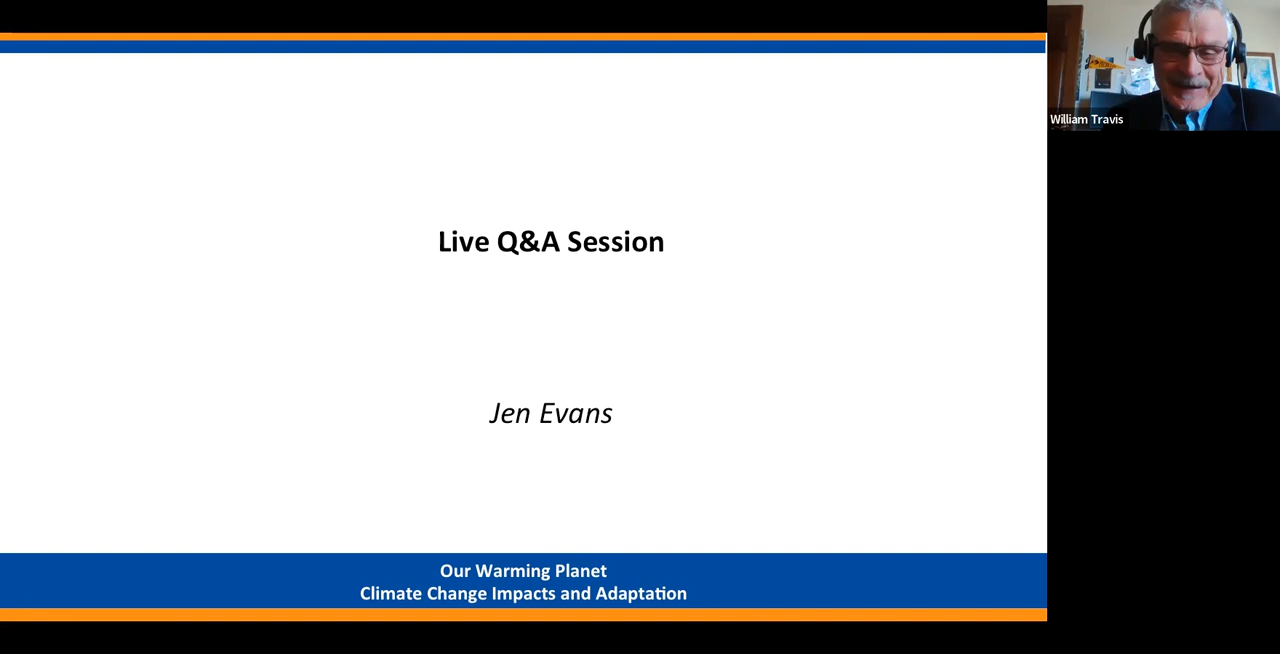 William Travis
Live Q&A Session
Jen Evans
Our Warming Planet
Climate Change Impacts and Adaptation